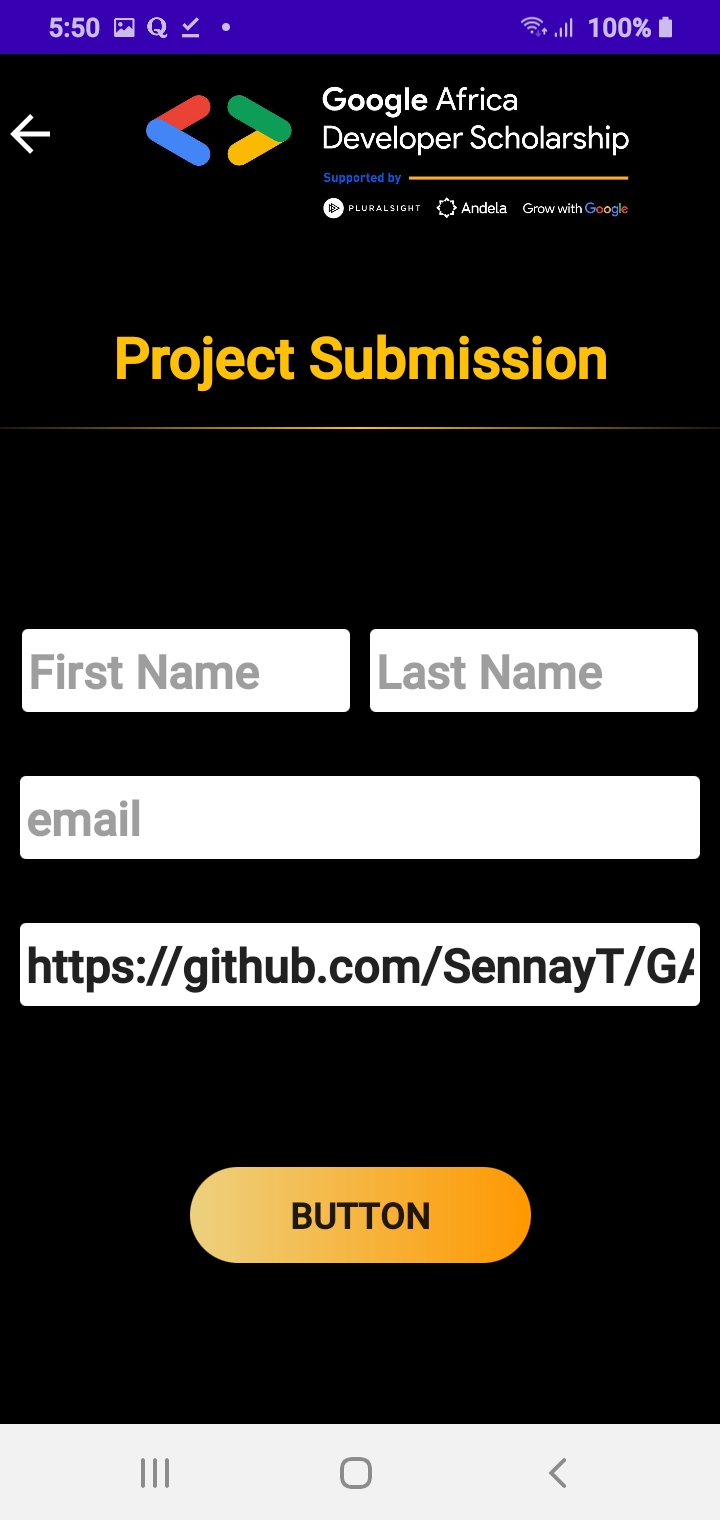 5:50 100%
Google Africa
Developer Scholarship
Supported by
PLURALSIGHT Andela Grow with Google
Project Submission
First Name Last Name
email
https://github.com/SennayT/GA
BUTTON